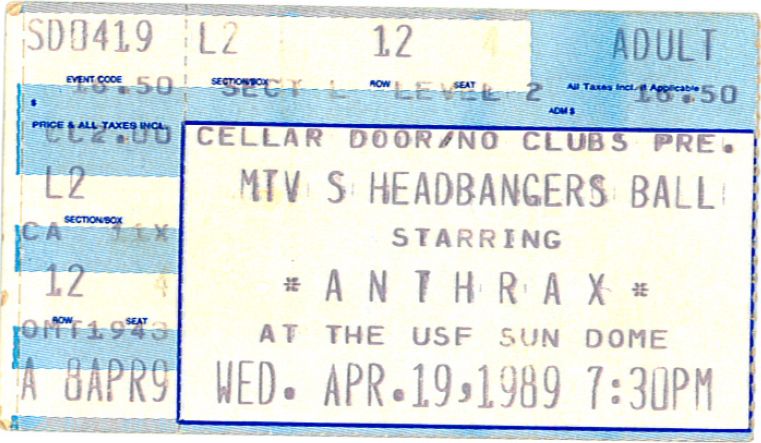 SD0419 L2 12 4 ADULT
EVENT CODE SECTION/BOX ROW SEAT All Taxes Incl. if Applicable
18.50 SECT L LEVEL 2 18.50
$ ADM $
PRICE & ALL TAXES INCL.
CC2.00 CELLAR DOOR/NO CLUBS PRE.
L2 MTV S HEADBANGERS BALL
SECTION/BOX
CA 11X STARRING
12 4 * A N T H R A X *
ROW SEAT
OMT1943 AT THE USF SUN DOME
A 8APR9 WED. APR.19,1989 7:30PM